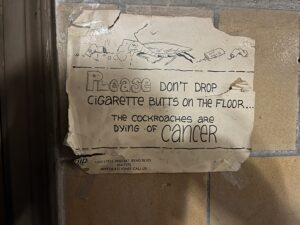 Please DON'T DROP
CIGARETTE BUTTS ON THE FLOOR...
THE COCKROACHES ARE
DYING OF CANCER